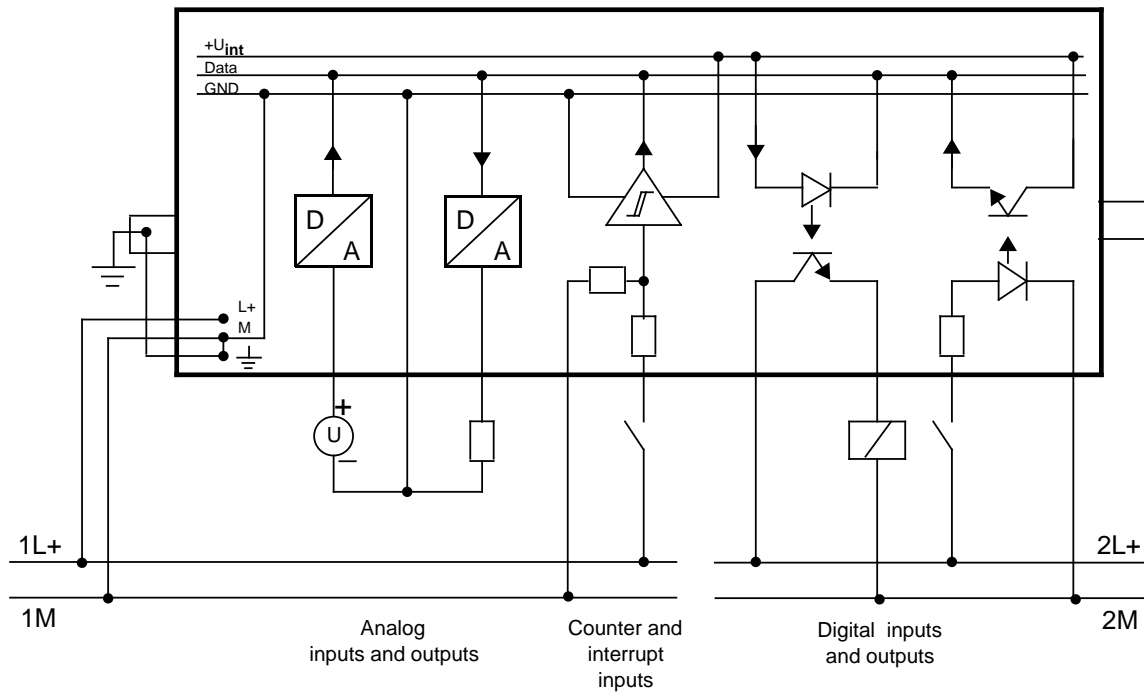 +Uint
Data
GND
D
A
D
A
L+
M
+
U
–
1L+
2L+
1M
2M
Analog
inputs and outputs
Counter and
interrupt
inputs
Digital inputs
and outputs